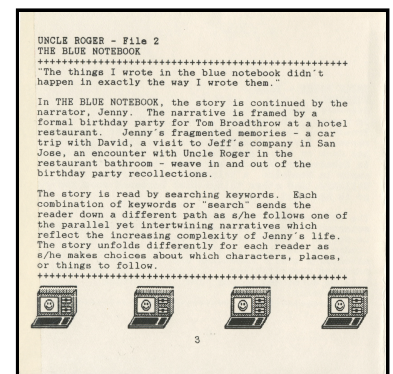 UNCLE ROGER - File 2
THE BLUE NOTEBOOK
++++++++++++++++++++++++++++++++++++++++++++++++
"The things I wrote in the blue notebook didn´t
happen in exactly the way I wrote them."
In THE BLUE NOTEBOOK, the story is continued by the
narrator, Jenny. The narrative is framed by a
formal birthday party for Tom Broadthrow at a hotel
restaurant. Jenny´s fragmented memories - a car
trip with David, a visit to Jeff´s company in San
Jose, an encounter with Uncle Roger in the
restaurant bathroom - weave in and out of the
birthday party recollections.
The story is read by searching keywords. Each
combination of keywords or "search" sends the
reader down a different path as s/he follows one of
the parallel yet intertwining narratives which
reflect the increasing complexity of Jenny´s life.
The story unfolds differently for each reader as
s/he makes choices about which characters, places,
or things to follow.
++++++++++++++++++++++++++++++++++++++++++++++++
3